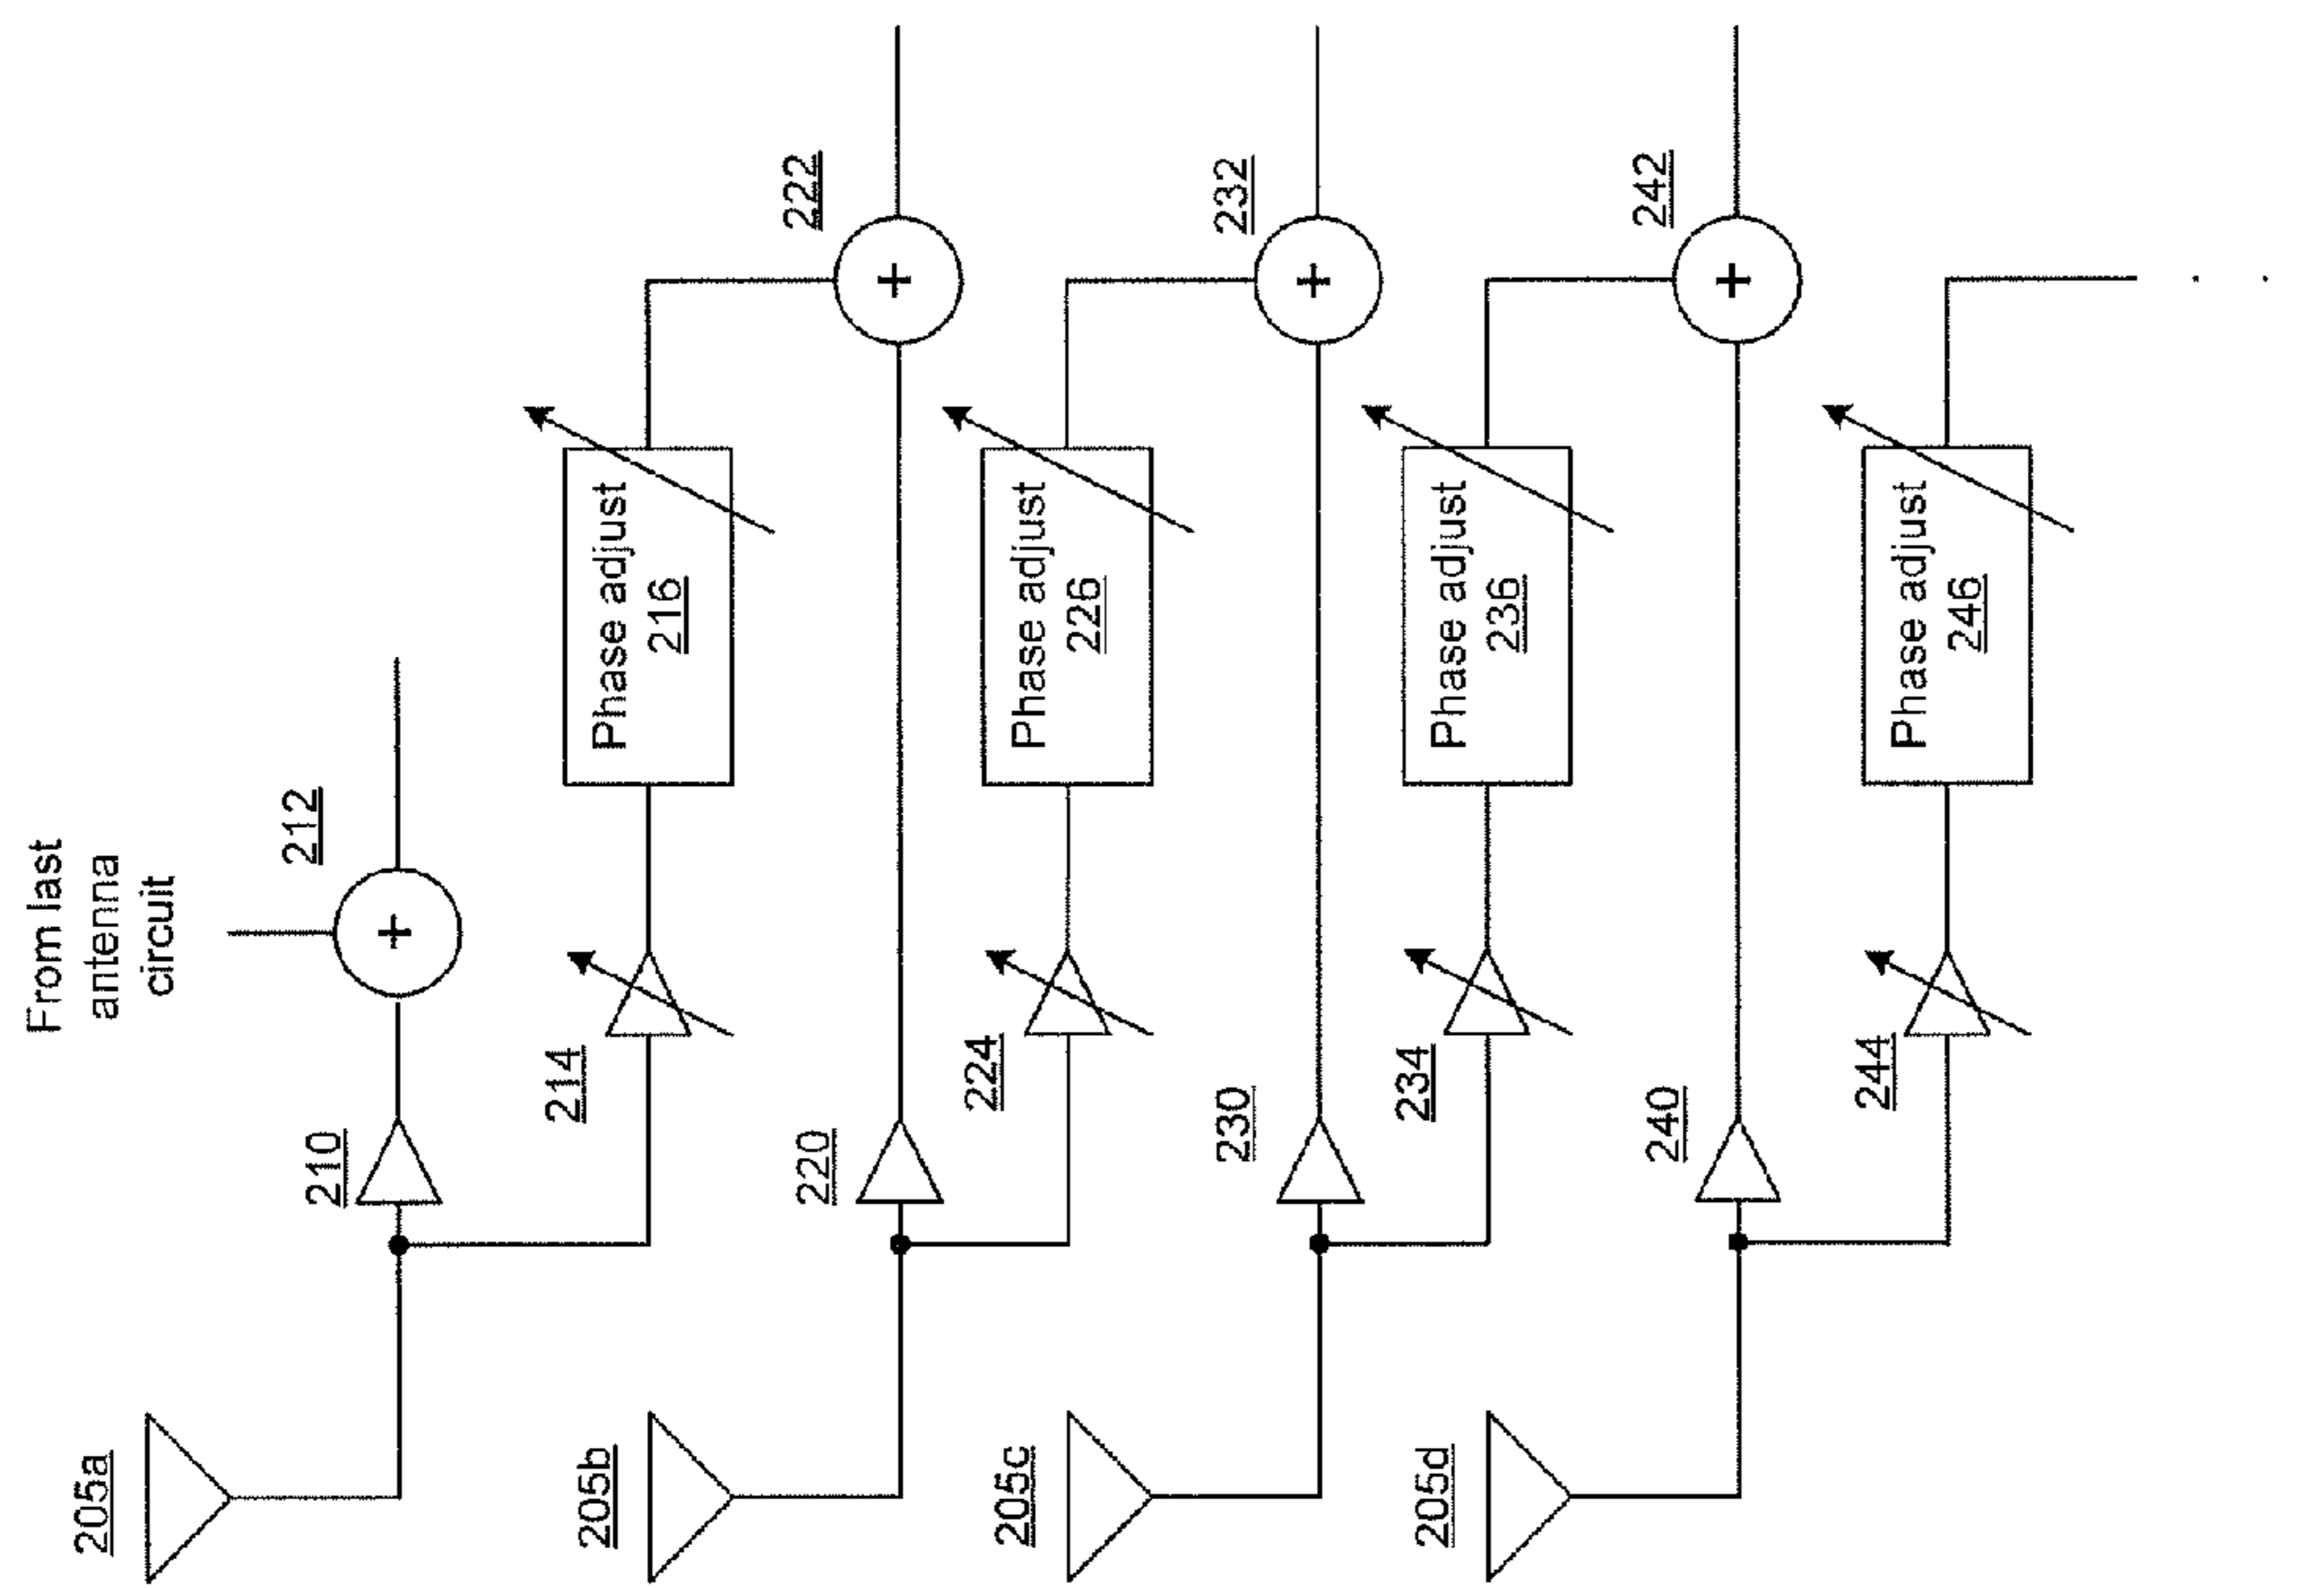 From last
antenna
circuit
205a
210
212
214
Phase adjust
216
205b
220
222
224
Phase adjust
226
205c
230
232
234
Phase adjust
236
205d
240
242
244
Phase adjust
246